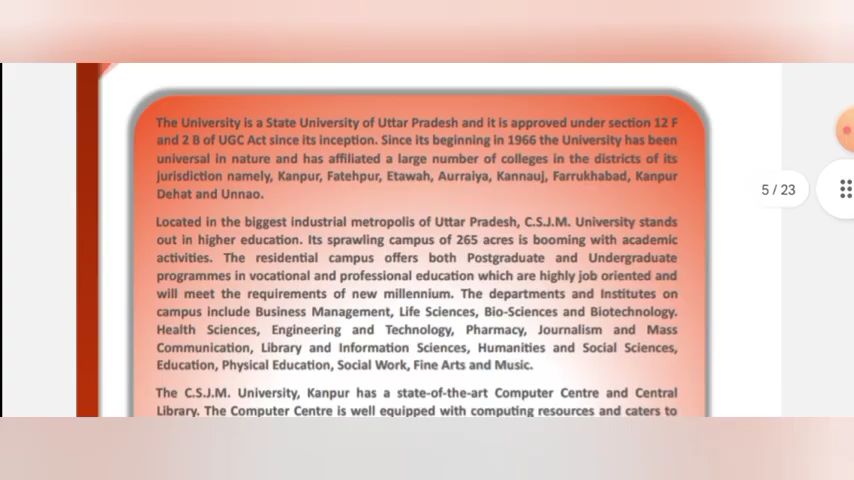 The University is a State University of Uttar Pradesh and it is approved under section 12 F
and 2 B of UGC Act since its inception. Since its beginning in 1966 the University has been
universal in nature and has affiliated a large number of colleges in the districts of its
jurisdiction namely, Kanpur, Fatehpur, Etawah, Aurraiya, Kannauj, Farrukhabad, Kanpur
Dehat and Unnao.
Located in the biggest industrial metropolis of Uttar Pradesh, C.S.J.M. University stands
out in higher education. Its sprawling campus of 265 acres is booming with academic
activities. The residential campus offers both Postgraduate and Undergraduate
programmes in vocational and professional education which are highly job oriented and
will meet the requirements of new millennium. The departments and Institutes on
campus include Business Management, Life Sciences, Bio-Sciences and Biotechnology.
Health Sciences, Engineering and Technology, Pharmacy, Journalism and Mass
Communication, Library and Information Sciences, Humanities and Social Sciences,
Education, Physical Education, Social Work, Fine Arts and Music.
The C.S.J.M. University, Kanpur has a state-of-the-art Computer Centre and Central
Library. The Computer Centre is well equipped with computing resources and caters to
5 / 23